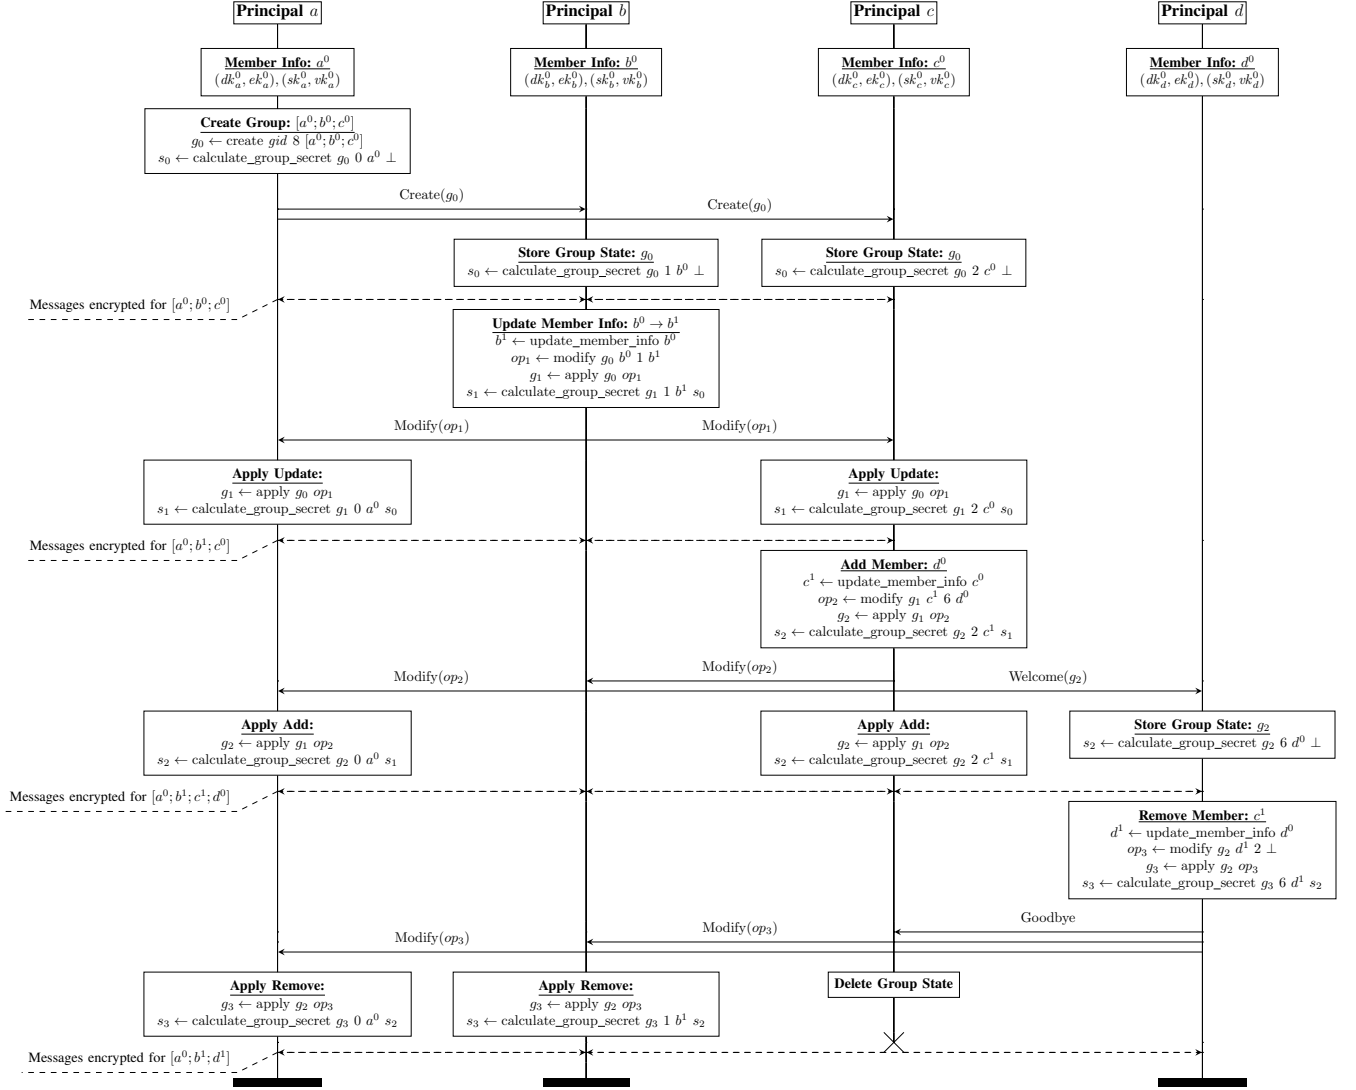 Principal a
Principal b
Principal c
Principal d
Member Info: a⁰
(dk⁰ₐ, ek⁰ₐ), (sk⁰ₐ, vk⁰ₐ)
Member Info: b⁰
(dk⁰_b, ek⁰_b), (sk⁰_b, vk⁰_b)
Member Info: c⁰
(dk⁰_c, ek⁰_c), (sk⁰_c, vk⁰_c)
Member Info: d⁰
(dk⁰_d, ek⁰_d), (sk⁰_d, vk⁰_d)
Create Group: [a⁰; b⁰; c⁰]
g₀ ← create gid 8 [a⁰; b⁰; c⁰]
s₀ ← calculate_group_secret g₀ 0 a⁰ ⊥
Create(g₀)
Create(g₀)
Store Group State: g₀
s₀ ← calculate_group_secret g₀ 1 b⁰ ⊥
Store Group State: g₀
s₀ ← calculate_group_secret g₀ 2 c⁰ ⊥
Messages encrypted for [a⁰; b⁰; c⁰]
Update Member Info: b⁰ → b¹
b¹ ← update_member_info b⁰
op₁ ← modify g₀ b⁰ 1 b¹
g₁ ← apply g₀ op₁
s₁ ← calculate_group_secret g₁ 1 b¹ s₀
Modify(op₁)
Modify(op₁)
Apply Update:
g₁ ← apply g₀ op₁
s₁ ← calculate_group_secret g₁ 0 a⁰ s₀
Apply Update:
g₁ ← apply g₀ op₁
s₁ ← calculate_group_secret g₁ 2 c⁰ s₀
Messages encrypted for [a⁰; b¹; c⁰]
Add Member: d⁰
c¹ ← update_member_info c⁰
op₂ ← modify g₁ c¹ 6 d⁰
g₂ ← apply g₁ op₂
s₂ ← calculate_group_secret g₂ 2 c¹ s₁
Modify(op₂)
Modify(op₂)
Welcome(g₂)
Apply Add:
g₂ ← apply g₁ op₂
s₂ ← calculate_group_secret g₂ 0 a⁰ s₁
Apply Add:
g₂ ← apply g₁ op₂
s₂ ← calculate_group_secret g₂ 2 c¹ s₁
Store Group State: g₂
s₂ ← calculate_group_secret g₂ 6 d⁰ ⊥
Messages encrypted for [a⁰; b¹; c¹; d⁰]
Remove Member: c¹
d¹ ← update_member_info d⁰
op₃ ← modify g₂ d¹ 2 ⊥
g₃ ← apply g₂ op₃
s₃ ← calculate_group_secret g₃ 6 d¹ s₂
Goodbye
Modify(op₃)
Modify(op₃)
Apply Remove:
g₃ ← apply g₂ op₃
s₃ ← calculate_group_secret g₃ 0 a⁰ s₂
Apply Remove:
g₃ ← apply g₂ op₃
s₃ ← calculate_group_secret g₃ 1 b¹ s₂
Delete Group State
Messages encrypted for [a⁰; b¹; d¹]